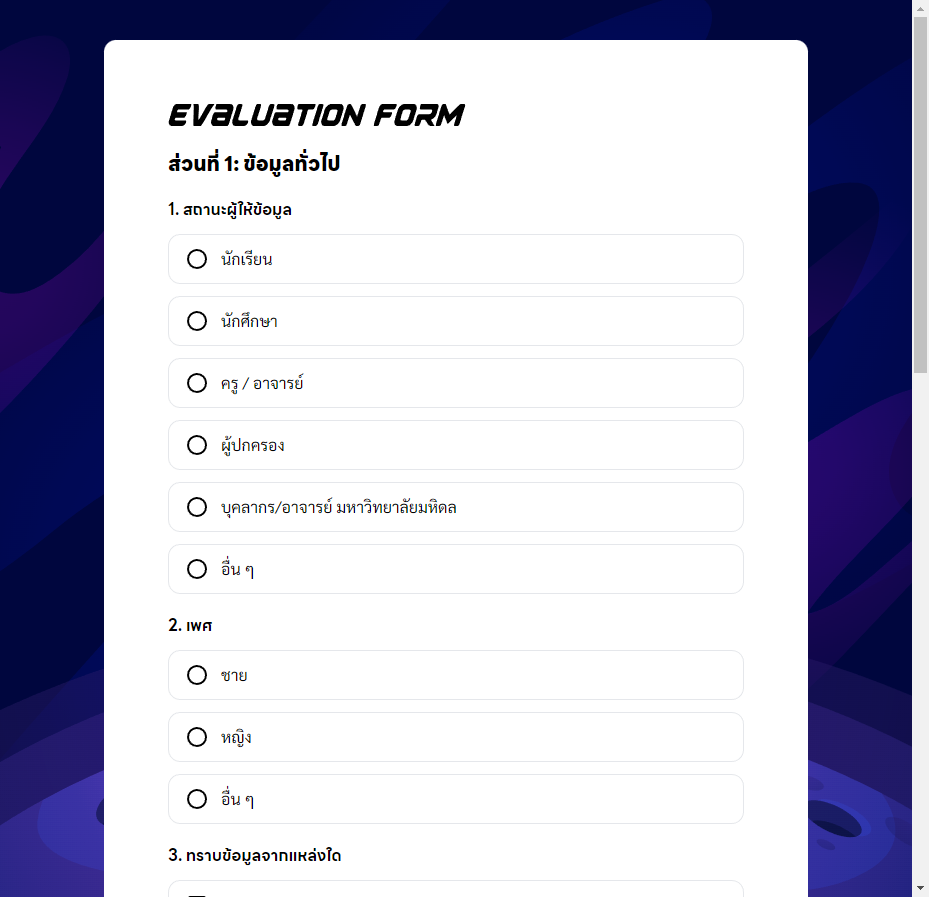 EVALUATION FORM
ส่วนที่ 1: ข้อมูลทั่วไป
1. สถานะผู้ให้ข้อมูล
นักเรียน
นักศึกษา
ครู / อาจารย์
ผู้ปกครอง
บุคลากร/อาจารย์ มหาวิทยาลัยมหิดล
อื่น ๆ
2. เพศ
ชาย
หญิง
อื่น ๆ
3. ทราบข้อมูลจากแหล่งใด